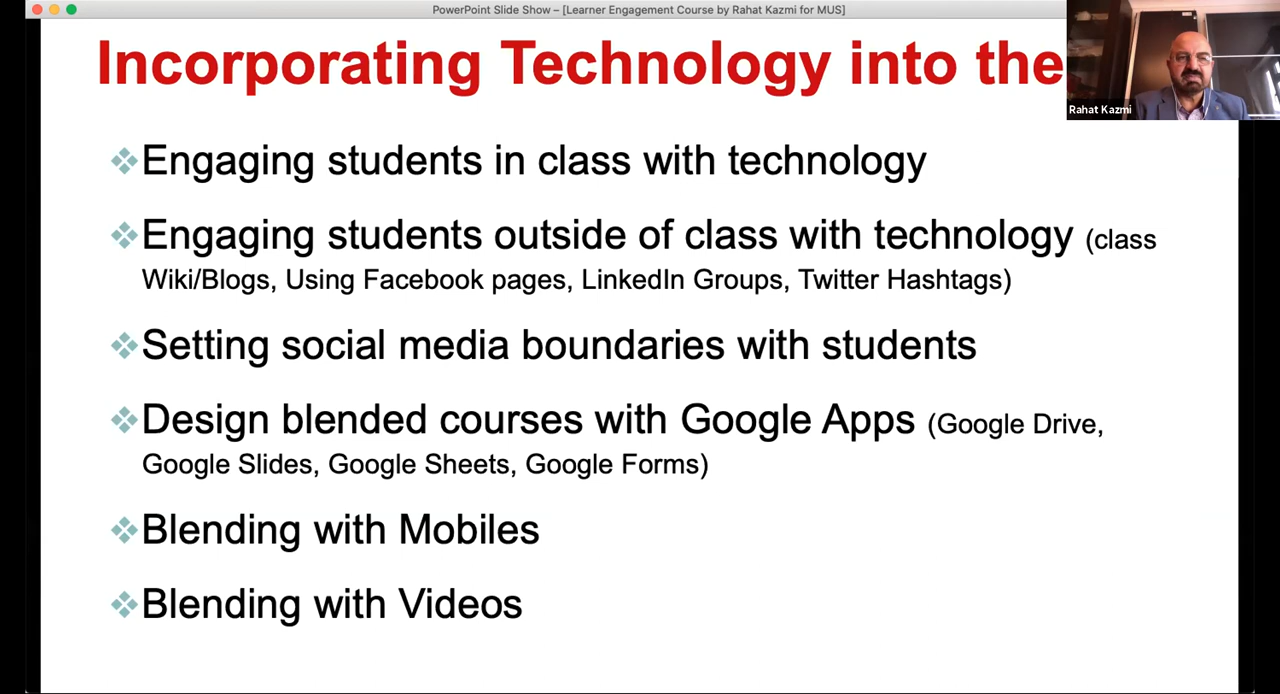 PowerPoint Slide Show – [Learner Engagement Course by Rahat Kazmi for MUS]
Incorporating Technology into the
Rahat Kazmi
Engaging students in class with technology
Engaging students outside of class with technology (class
Wiki/Blogs, Using Facebook pages, LinkedIn Groups, Twitter Hashtags)
Setting social media boundaries with students
Design blended courses with Google Apps (Google Drive,
Google Slides, Google Sheets, Google Forms)
Blending with Mobiles
Blending with Videos